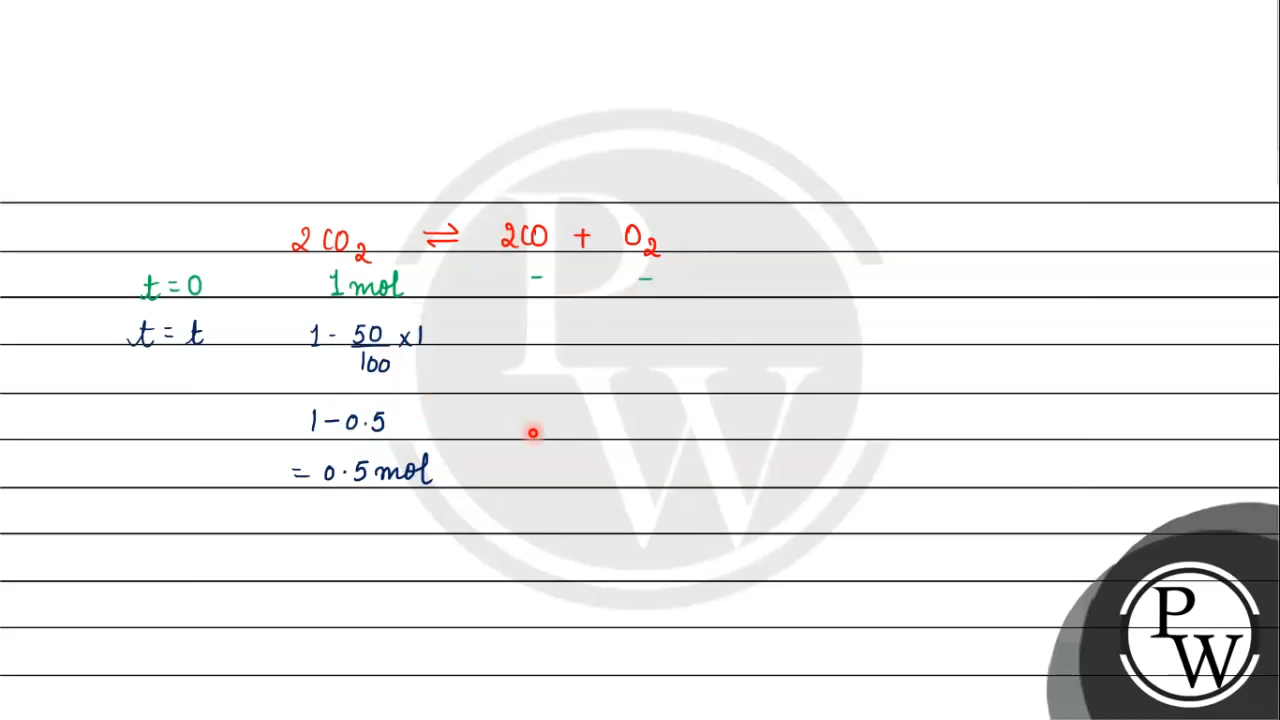 2CO₂ ⇌ 2CO + O₂
t = 0 1 mol - -
t = t 1 - 50/100 × 1
1 - 0.5
= 0.5 mol
P
W
P
W